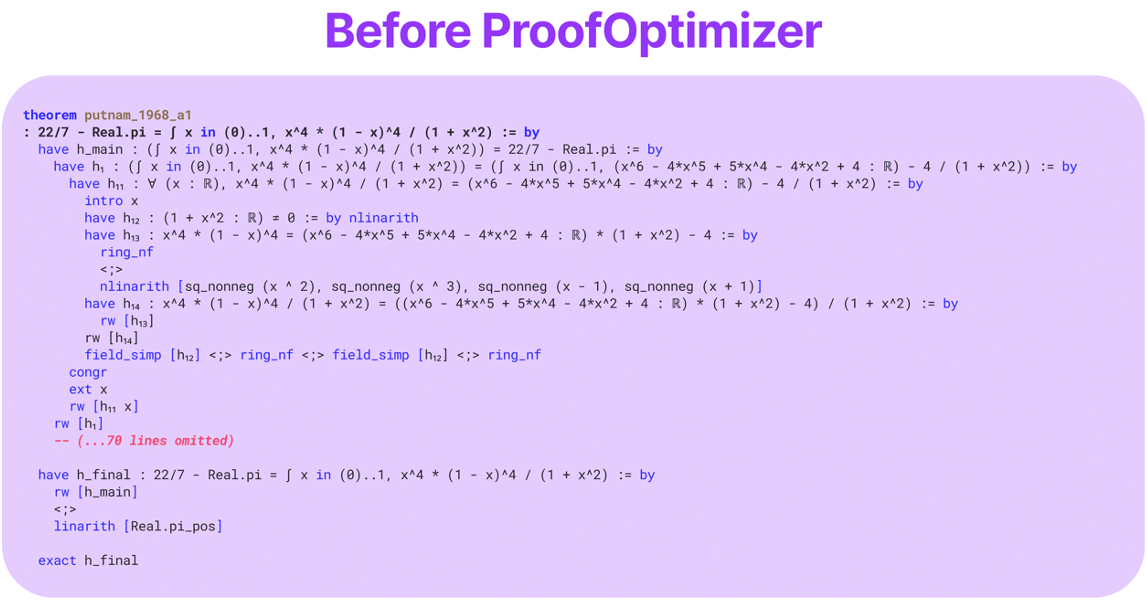 Before ProofOptimizer
theorem putnam_1968_a1
: 22/7 - Real.pi = ∫ x in (0)..1, x^4 * (1 - x)^4 / (1 + x^2) := by
have h_main : (∫ x in (0)..1, x^4 * (1 - x)^4 / (1 + x^2)) = 22/7 - Real.pi := by
have h₁ : (∫ x in (0)..1, x^4 * (1 - x)^4 / (1 + x^2)) = (∫ x in (0)..1, (x^6 - 4*x^5 + 5*x^4 - 4*x^2 + 4 : ℝ) - 4 / (1 + x^2)) := by
have h₁₁ : ∀ (x : ℝ), x^4 * (1 - x)^4 / (1 + x^2) = (x^6 - 4*x^5 + 5*x^4 - 4*x^2 + 4 : ℝ) - 4 / (1 + x^2) := by
intro x
have h₁₂ : (1 + x^2 : ℝ) ≠ 0 := by nlinarith
have h₁₃ : x^4 * (1 - x)^4 = (x^6 - 4*x^5 + 5*x^4 - 4*x^2 + 4 : ℝ) * (1 + x^2) - 4 := by
ring_nf
<;>
nlinarith [sq_nonneg (x ^ 2), sq_nonneg (x ^ 3), sq_nonneg (x - 1), sq_nonneg (x + 1)]
have h₁₄ : x^4 * (1 - x)^4 / (1 + x^2) = ((x^6 - 4*x^5 + 5*x^4 - 4*x^2 + 4 : ℝ) * (1 + x^2) - 4) / (1 + x^2) := by
rw [h₁₃]
rw [h₁₄]
field_simp [h₁₂] <;> ring_nf <;> field_simp [h₁₂] <;> ring_nf
congr
ext x
rw [h₁₁ x]
rw [h₁]
-- (...70 lines omitted)
have h_final : 22/7 - Real.pi = ∫ x in (0)..1, x^4 * (1 - x)^4 / (1 + x^2) := by
rw [h_main]
<;>
linarith [Real.pi_pos]
exact h_final